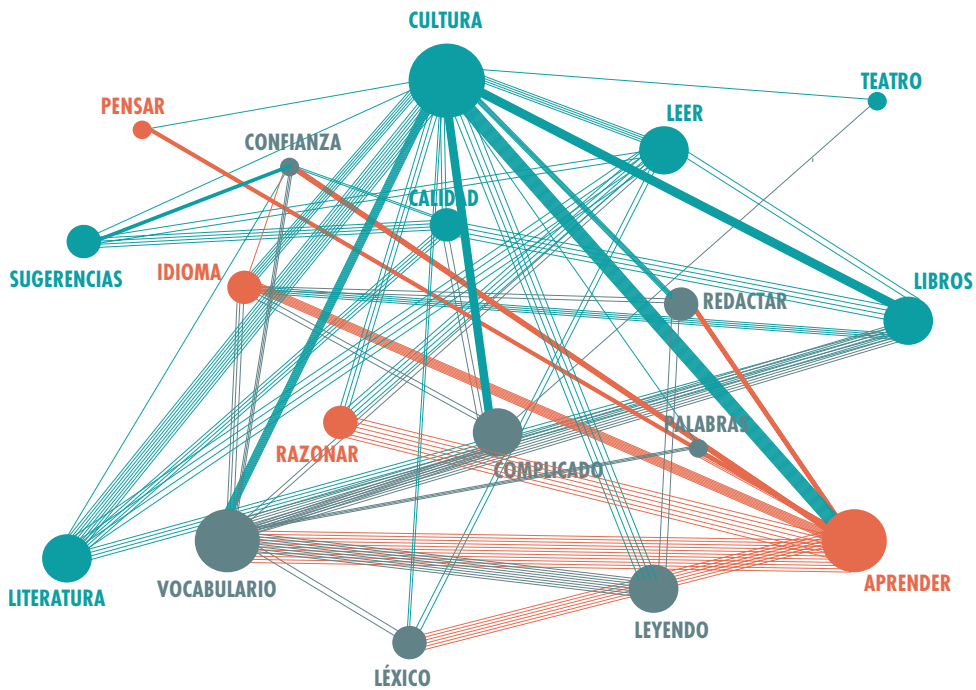 CULTURA
TEATRO
PENSAR
LEER
CONFIANZA
CALIDAD
SUGERENCIAS
IDIOMA
LIBROS
REDACTAR
PALABRAS
RAZONAR
COMPLICADO
VOCABULARIO
APRENDER
LITERATURA
LEYENDO
LÉXICO